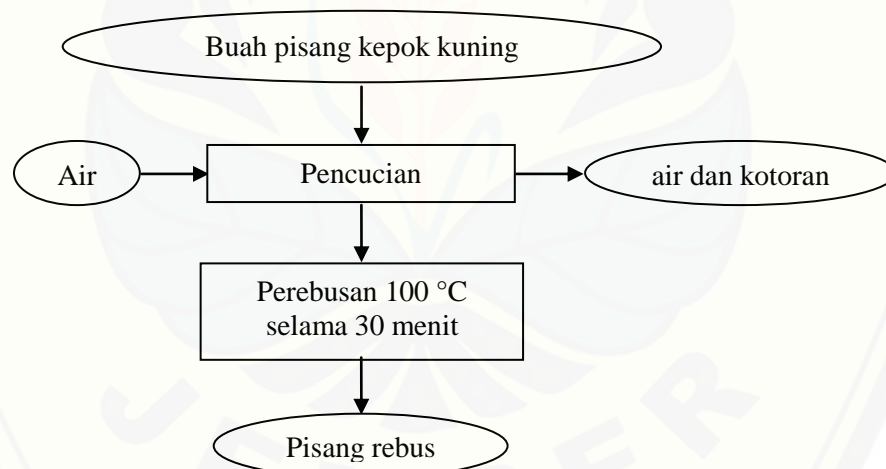 Buah pisang kepok kuning
Air
Pencucian
air dan kotoran
Perebusan 100 °C
selama 30 menit
Pisang rebus